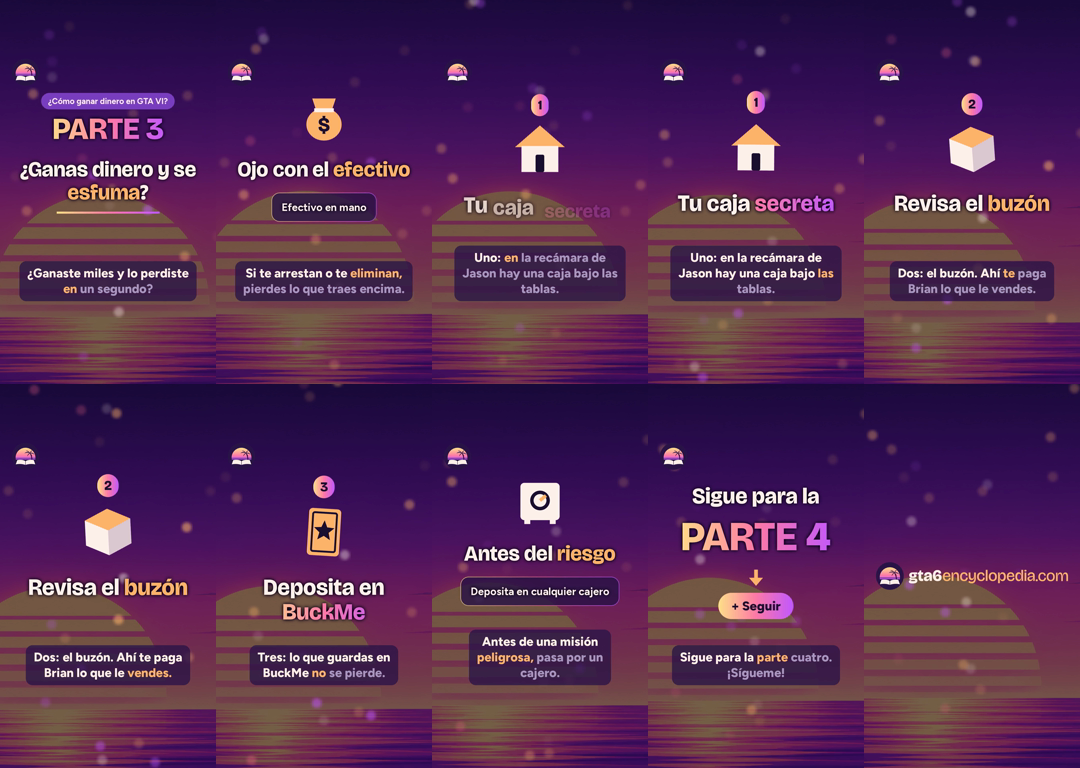 ¿Cómo ganar dinero en GTA VI?
PARTE 3
¿Ganas dinero y se
esfuma?
¿Ganaste miles y lo perdiste
en un segundo?
$
Ojo con el efectivo
Efectivo en mano
Si te arrestan o te eliminan,
pierdes lo que traes encima.
1
Tu caja secreta
Uno: en la recámara de
Jason hay una caja bajo las
tablas.
1
Tu caja secreta
Uno: en la recámara de
Jason hay una caja bajo las
tablas.
2
Revisa el buzón
Dos: el buzón. Ahí te paga
Brian lo que le vendes.
2
Revisa el buzón
Dos: el buzón. Ahí te paga
Brian lo que le vendes.
3
Deposita en
BuckMe
Tres: lo que guardas en
BuckMe no se pierde.
Antes del riesgo
Deposita en cualquier cajero
Antes de una misión
peligrosa, pasa por un
cajero.
Sigue para la
PARTE 4
+ Seguir
Sigue para la parte cuatro.
¡Sígueme!
gta6encyclopedia.com